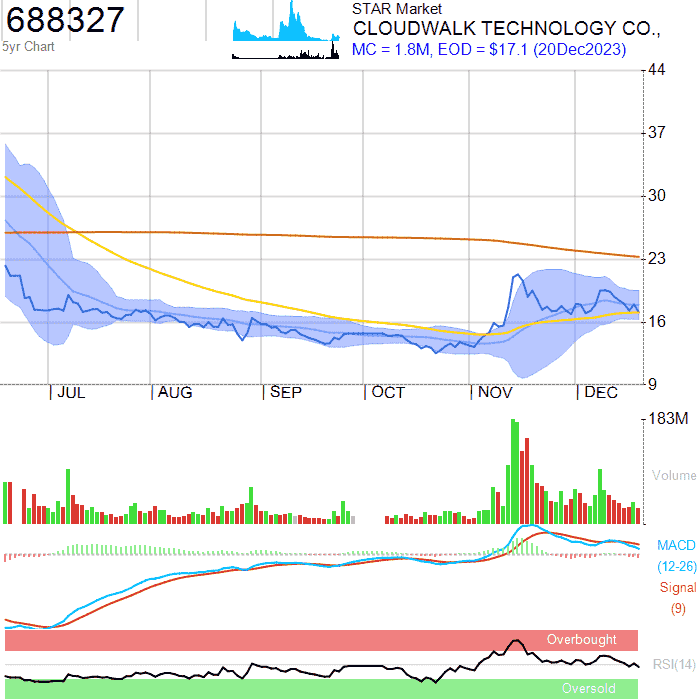 688327
5yr Chart
STAR Market
CLOUDWALK TECHNOLOGY CO.,
MC = 1.8M, EOD = $17.1 (20Dec2023)
44
37
30
23
16
9
JUL AUG SEP OCT NOV DEC
183M
Volume
MACD
(12-26)
Signal
(9)
Overbought
RSI(14)
Oversold